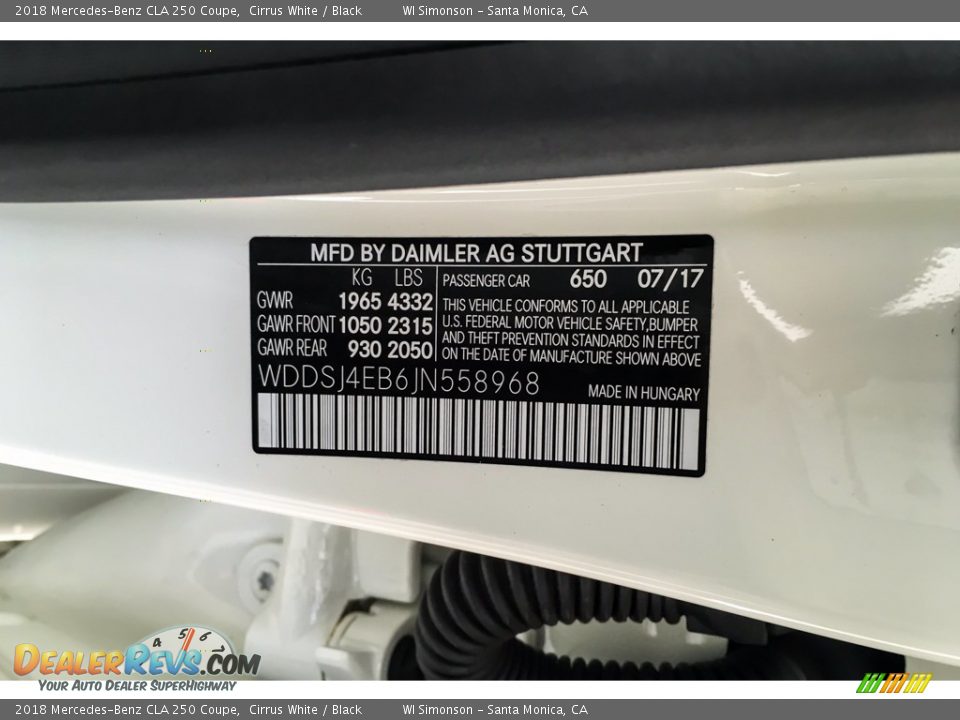 2018 Mercedes-Benz CLA 250 Coupe, Cirrus White / Black WI Simonson - Santa Monica, CA
MFD BY DAIMLER AG STUTTGART
KG LBS
GVWR 1965 4332
GAWR FRONT 1050 2315
GAWR REAR 930 2050
PASSENGER CAR 650 07/17
THIS VEHICLE CONFORMS TO ALL APPLICABLE
U.S. FEDERAL MOTOR VEHICLE SAFETY,BUMPER
AND THEFT PREVENTION STANDARDS IN EFFECT
ON THE DATE OF MANUFACTURE SHOWN ABOVE
WDDSJ4EB6JN558968
MADE IN HUNGARY
4 5 6 7
DEALERREVS.COM
YOUR AUTO DEALER SUPERHIGHWAY
2018 Mercedes-Benz CLA 250 Coupe, Cirrus White / Black WI Simonson - Santa Monica, CA